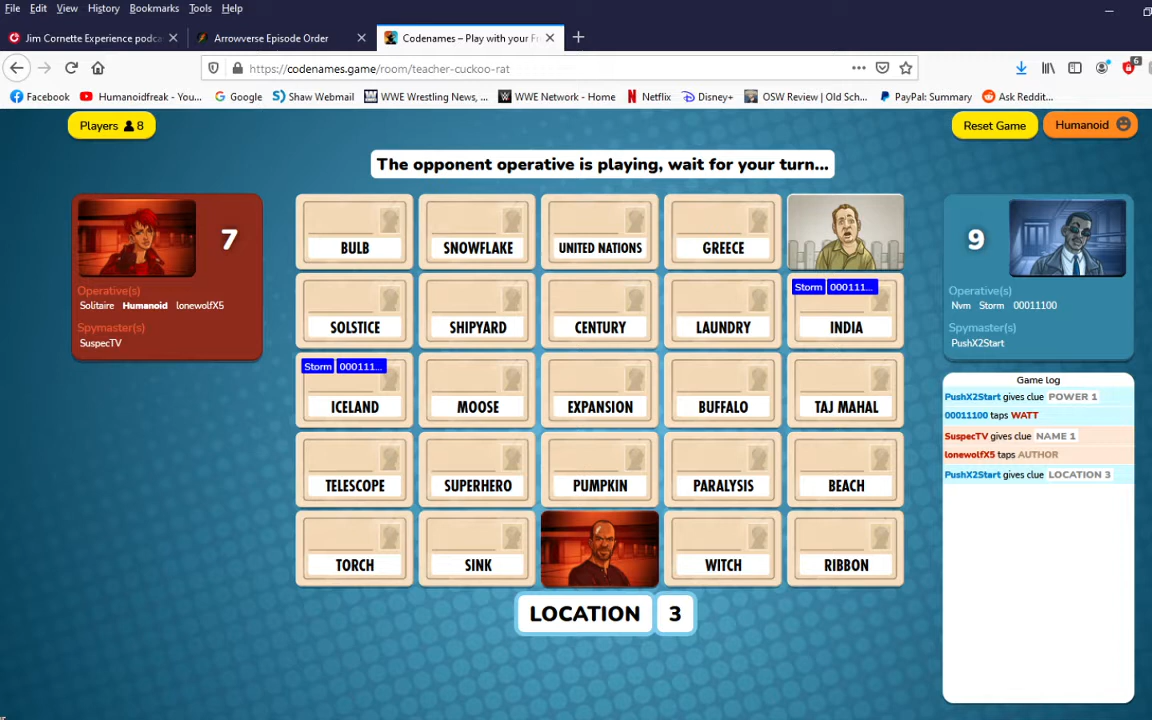 File Edit View History Bookmarks Tools Help
Jim Cornette Experience podca Arrowverse Episode Order Codenames – Play with your Fr
https://codenames.game/room/teacher-cuckoo-rat
Facebook Humanoidfreak - You... Google Shaw Webmail WWE Wrestling News, ... WWE Network - Home Netflix Disney+ OSW Review | Old Sch... PayPal: Summary Ask Reddit... 6
Players 8 Reset Game Humanoid
The opponent operative is playing, wait for your turn...
7
Operative(s)
Solitaire Humanoid lonewolfX5
Spymaster(s)
SuspecTV
BULB SNOWFLAKE UNITED NATIONS GREECE
Storm 000111...
SOLSTICE SHIPYARD CENTURY LAUNDRY INDIA
Storm 000111...
ICELAND MOOSE EXPANSION BUFFALO TAJ MAHAL
TELESCOPE SUPERHERO PUMPKIN PARALYSIS BEACH
TORCH SINK WITCH RIBBON
LOCATION 3
9
Operative(s)
Nvm Storm 00011100
Spymaster(s)
PushX2Start
Game log
PushX2Start gives clue POWER 1
00011100 taps WATT
SuspecTV gives clue NAME 1
lonewolfX5 taps AUTHOR
PushX2Start gives clue LOCATION 3